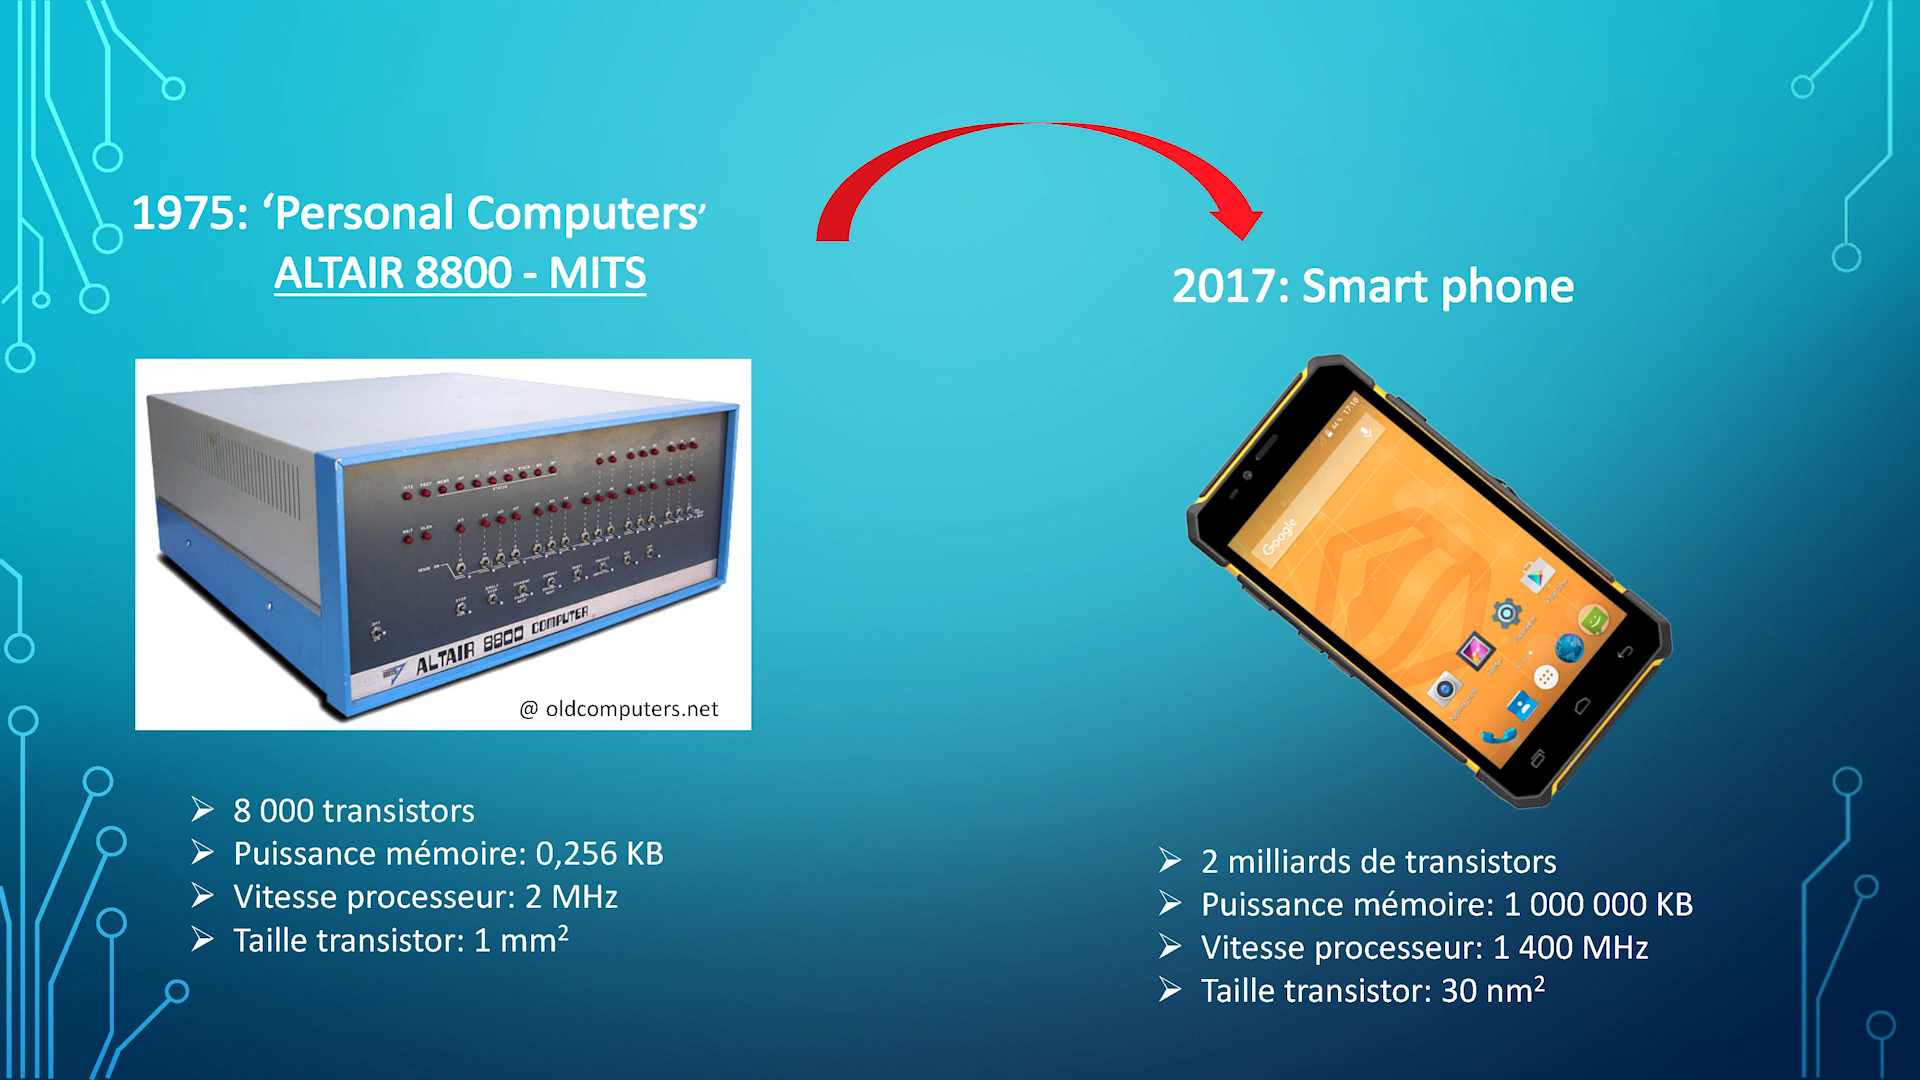 1975: ‘Personal Computers’
ALTAIR 8800 - MITS
2017: Smart phone
ALTAIR 8800 COMPUTER
@ oldcomputers.net
17:10
Google
➢ 8 000 transistors
➢ Puissance mémoire: 0,256 KB
➢ Vitesse processeur: 2 MHz
➢ Taille transistor: 1 mm²
➢ 2 milliards de transistors
➢ Puissance mémoire: 1 000 000 KB
➢ Vitesse processeur: 1 400 MHz
➢ Taille transistor: 30 nm²